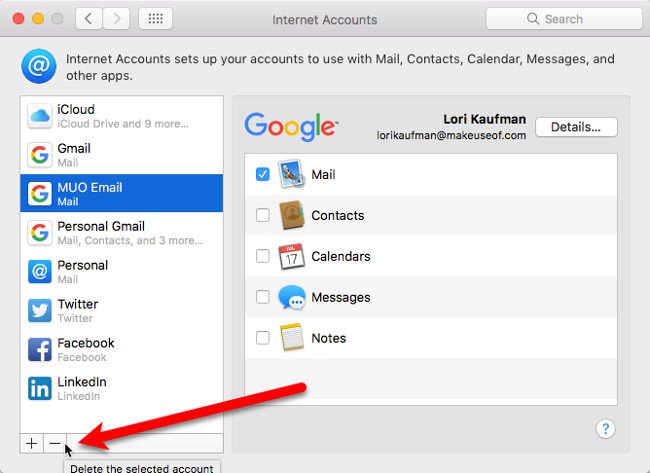 Internet Accounts
Search
Internet Accounts sets up your accounts to use with Mail, Contacts, Calendar, Messages, and
other apps.
iCloud
iCloud Drive and 9 more...
Gmail
Mail
MUO Email
Mail
Personal Gmail
Mail, Contacts, and 3 more...
Personal
Mail
Twitter
Twitter
Facebook
Facebook
LinkedIn
LinkedIn
+ −
Delete the selected account
Google™
Lori Kaufman
lorikaufman@makeuseof.com
Details...
Mail
Contacts
JUL
17
Calendars
Messages
Notes
?